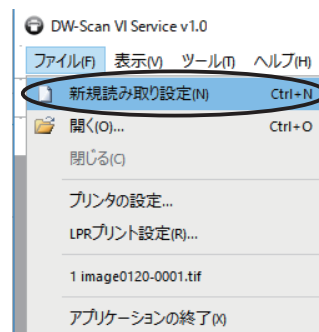 DW-Scan VI Service v1.0
ファイル(F) 表示(V) ツール(T) ヘルプ(H)
新規読み取り設定(N) Ctrl+N
開く(O)... Ctrl+O
閉じる(C)
プリンタの設定...
LPRプリント設定(R)...
1 image0120-0001.tif
アプリケーションの終了(X)